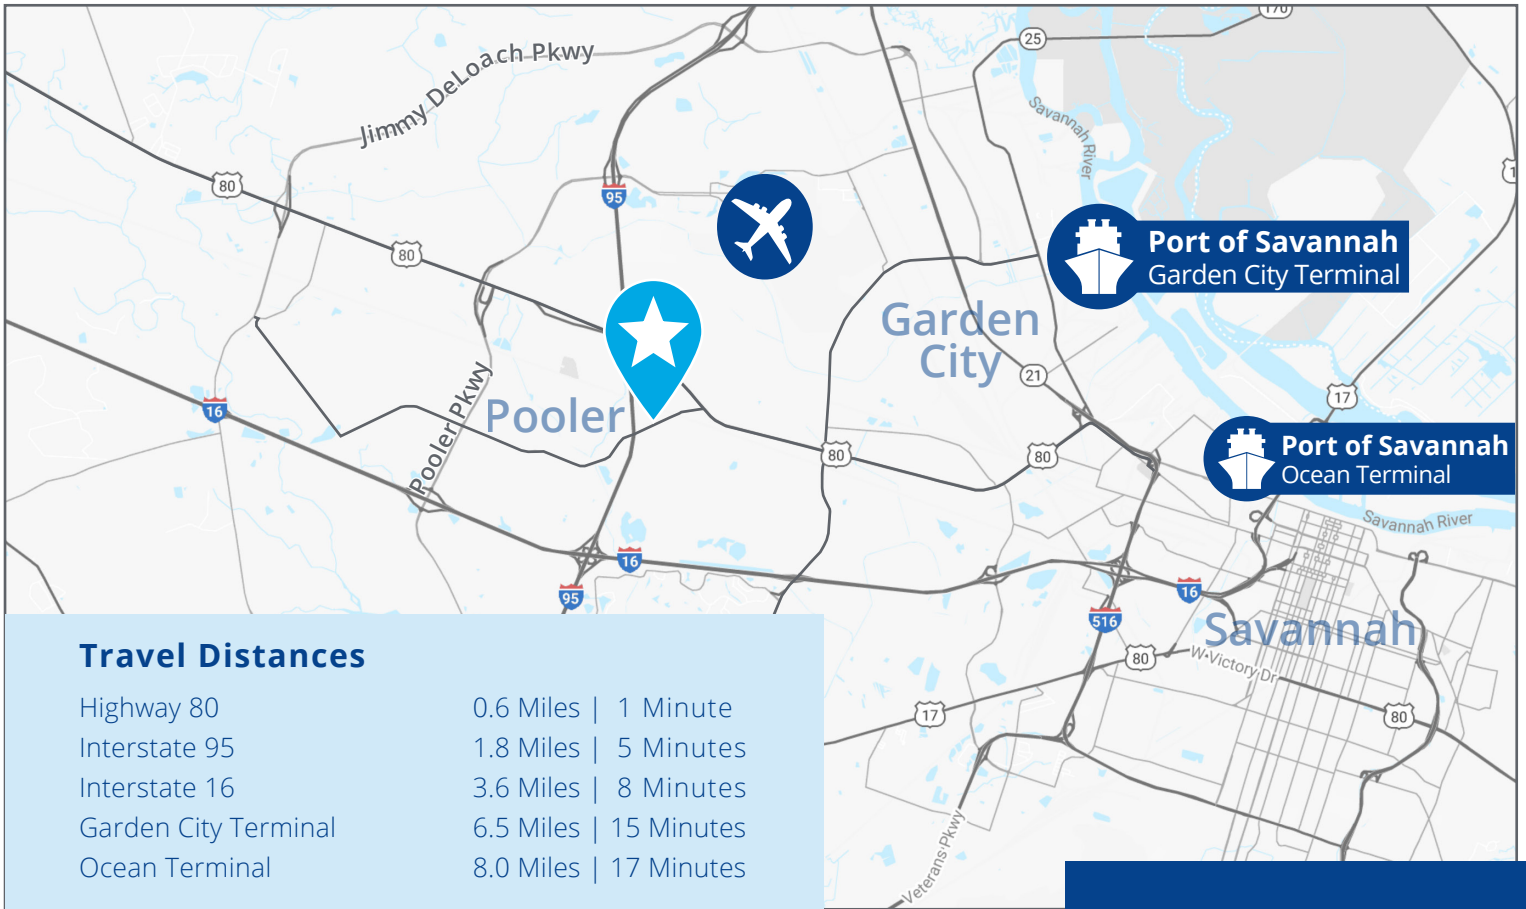 170
25
Jimmy DeLoach Pkwy
Savannah River
80
95
80
Port of Savannah
Garden City Terminal
Garden
City
21
17
16
Pooler Pkwy
Pooler
80
80
Port of Savannah
Ocean Terminal
Savannah River
16
95
16
516
Savannah
80
W Victory Dr
17
80
Veterans Pkwy
Travel Distances
Highway 80 0.6 Miles | 1 Minute
Interstate 95 1.8 Miles | 5 Minutes
Interstate 16 3.6 Miles | 8 Minutes
Garden City Terminal 6.5 Miles | 15 Minutes
Ocean Terminal 8.0 Miles | 17 Minutes